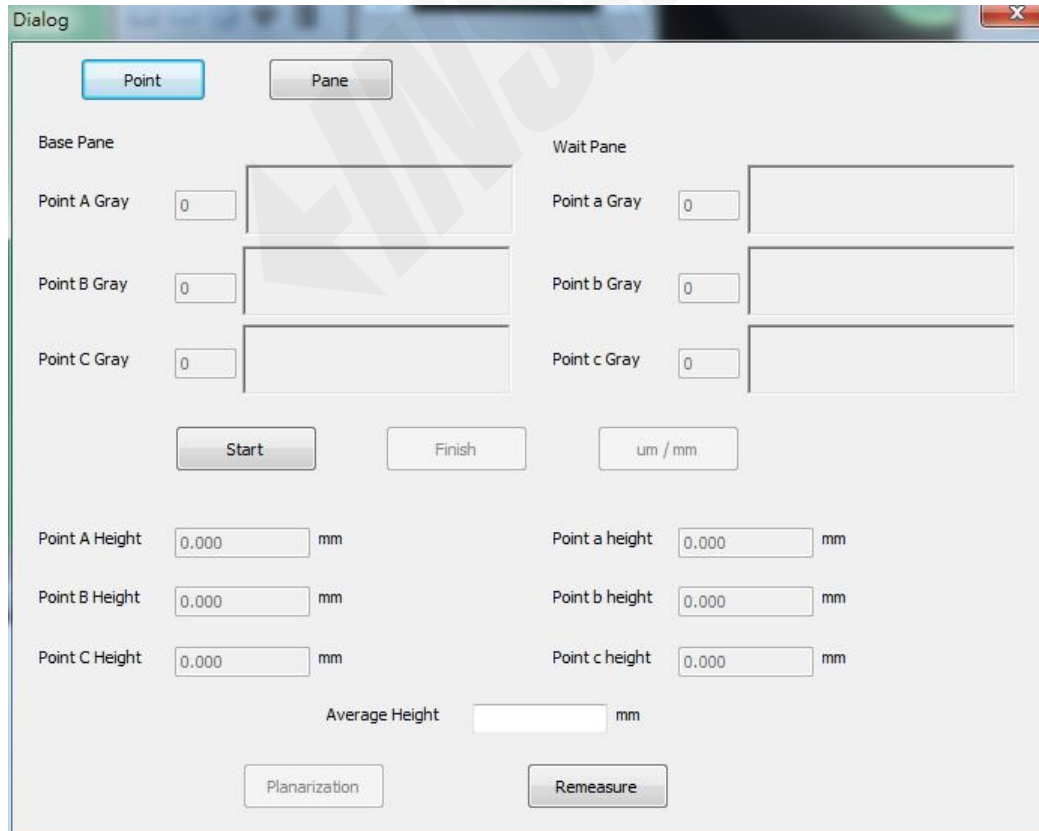 Dialog
X
Point Pane
Base Pane Wait Pane
Point A Gray 0 Point a Gray 0
Point B Gray 0 Point b Gray 0
Point C Gray 0 Point c Gray 0
Start Finish um / mm
Point A Height 0.000 mm Point a height 0.000 mm
Point B Height 0.000 mm Point b height 0.000 mm
Point C Height 0.000 mm Point c height 0.000 mm
Average Height mm
Planarization Remeasure